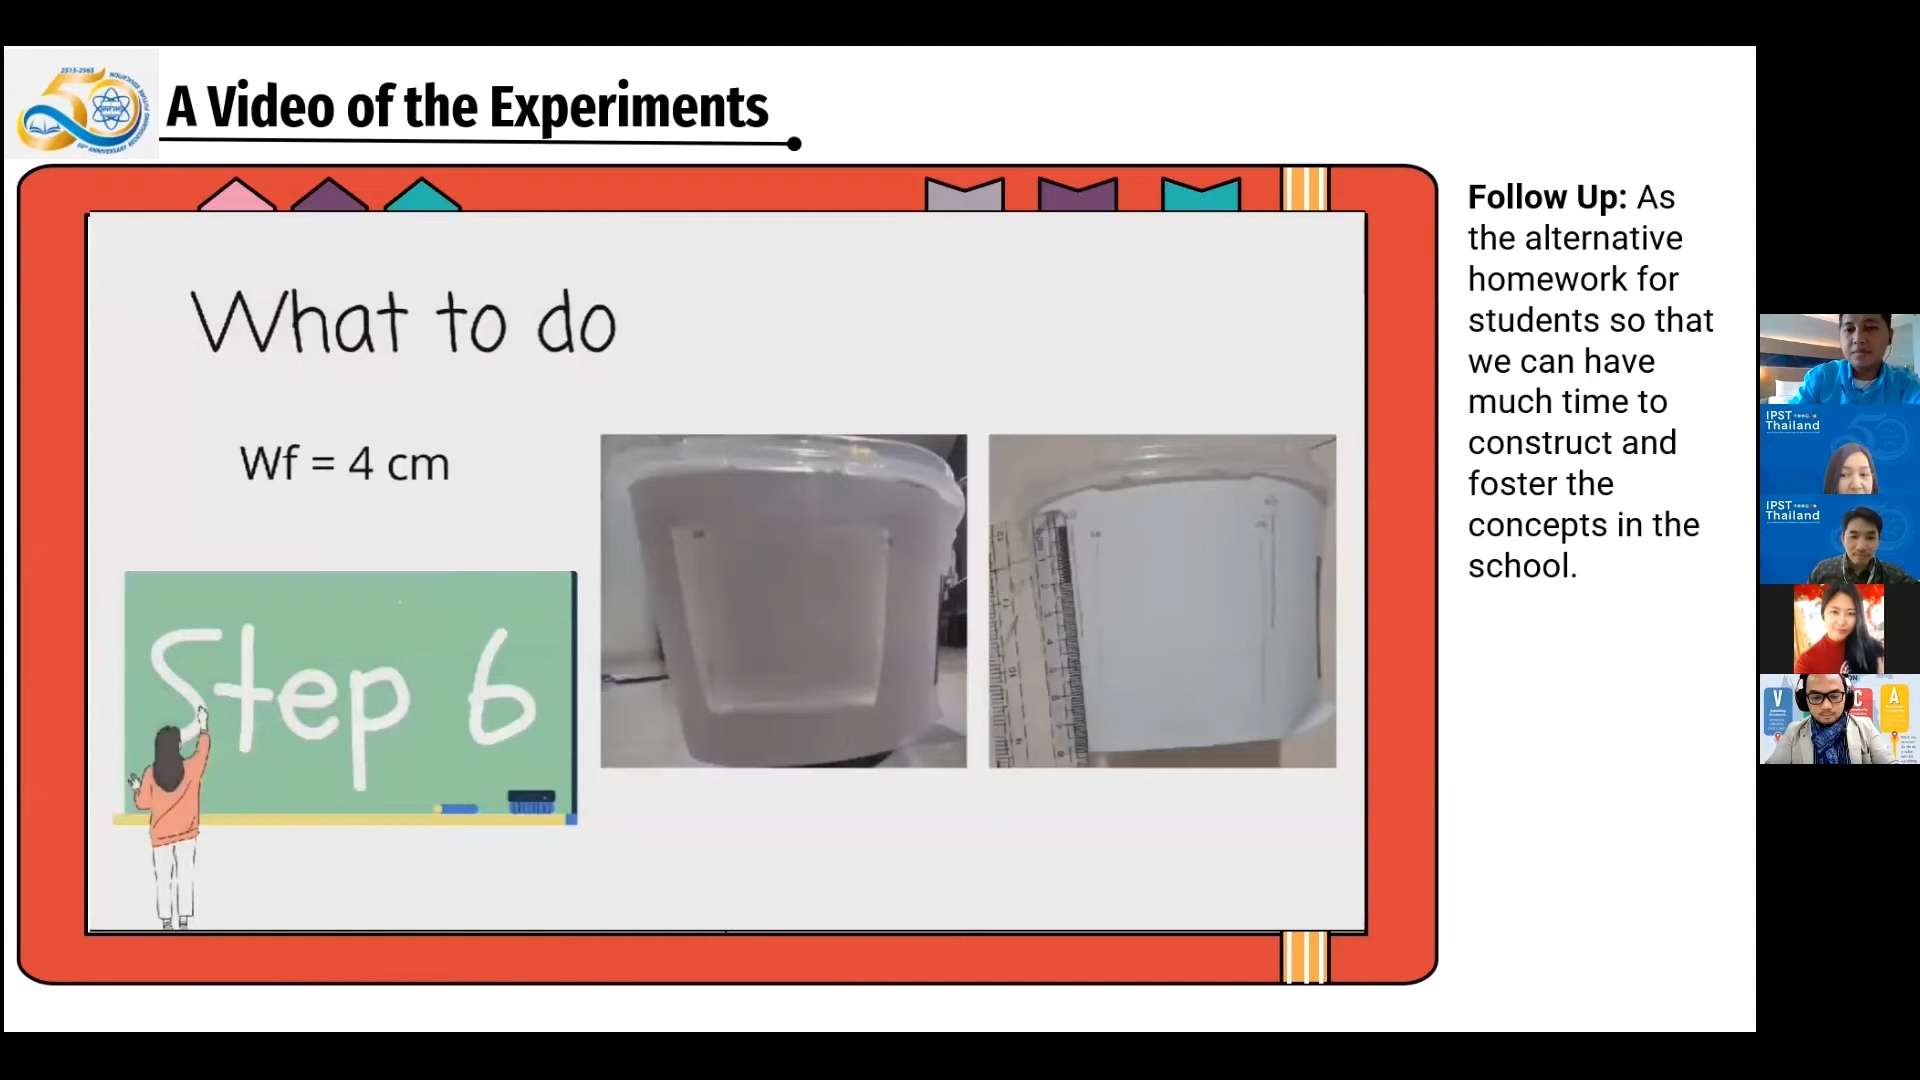 2515-2565
A Video of the Experiments
What to do
Wf = 4 cm
Step 6
Follow Up: As
the alternative
homework for
students so that
we can have
much time to
construct and
foster the
concepts in the
school.
IPST
Thailand
IPST
Thailand
V
C
A